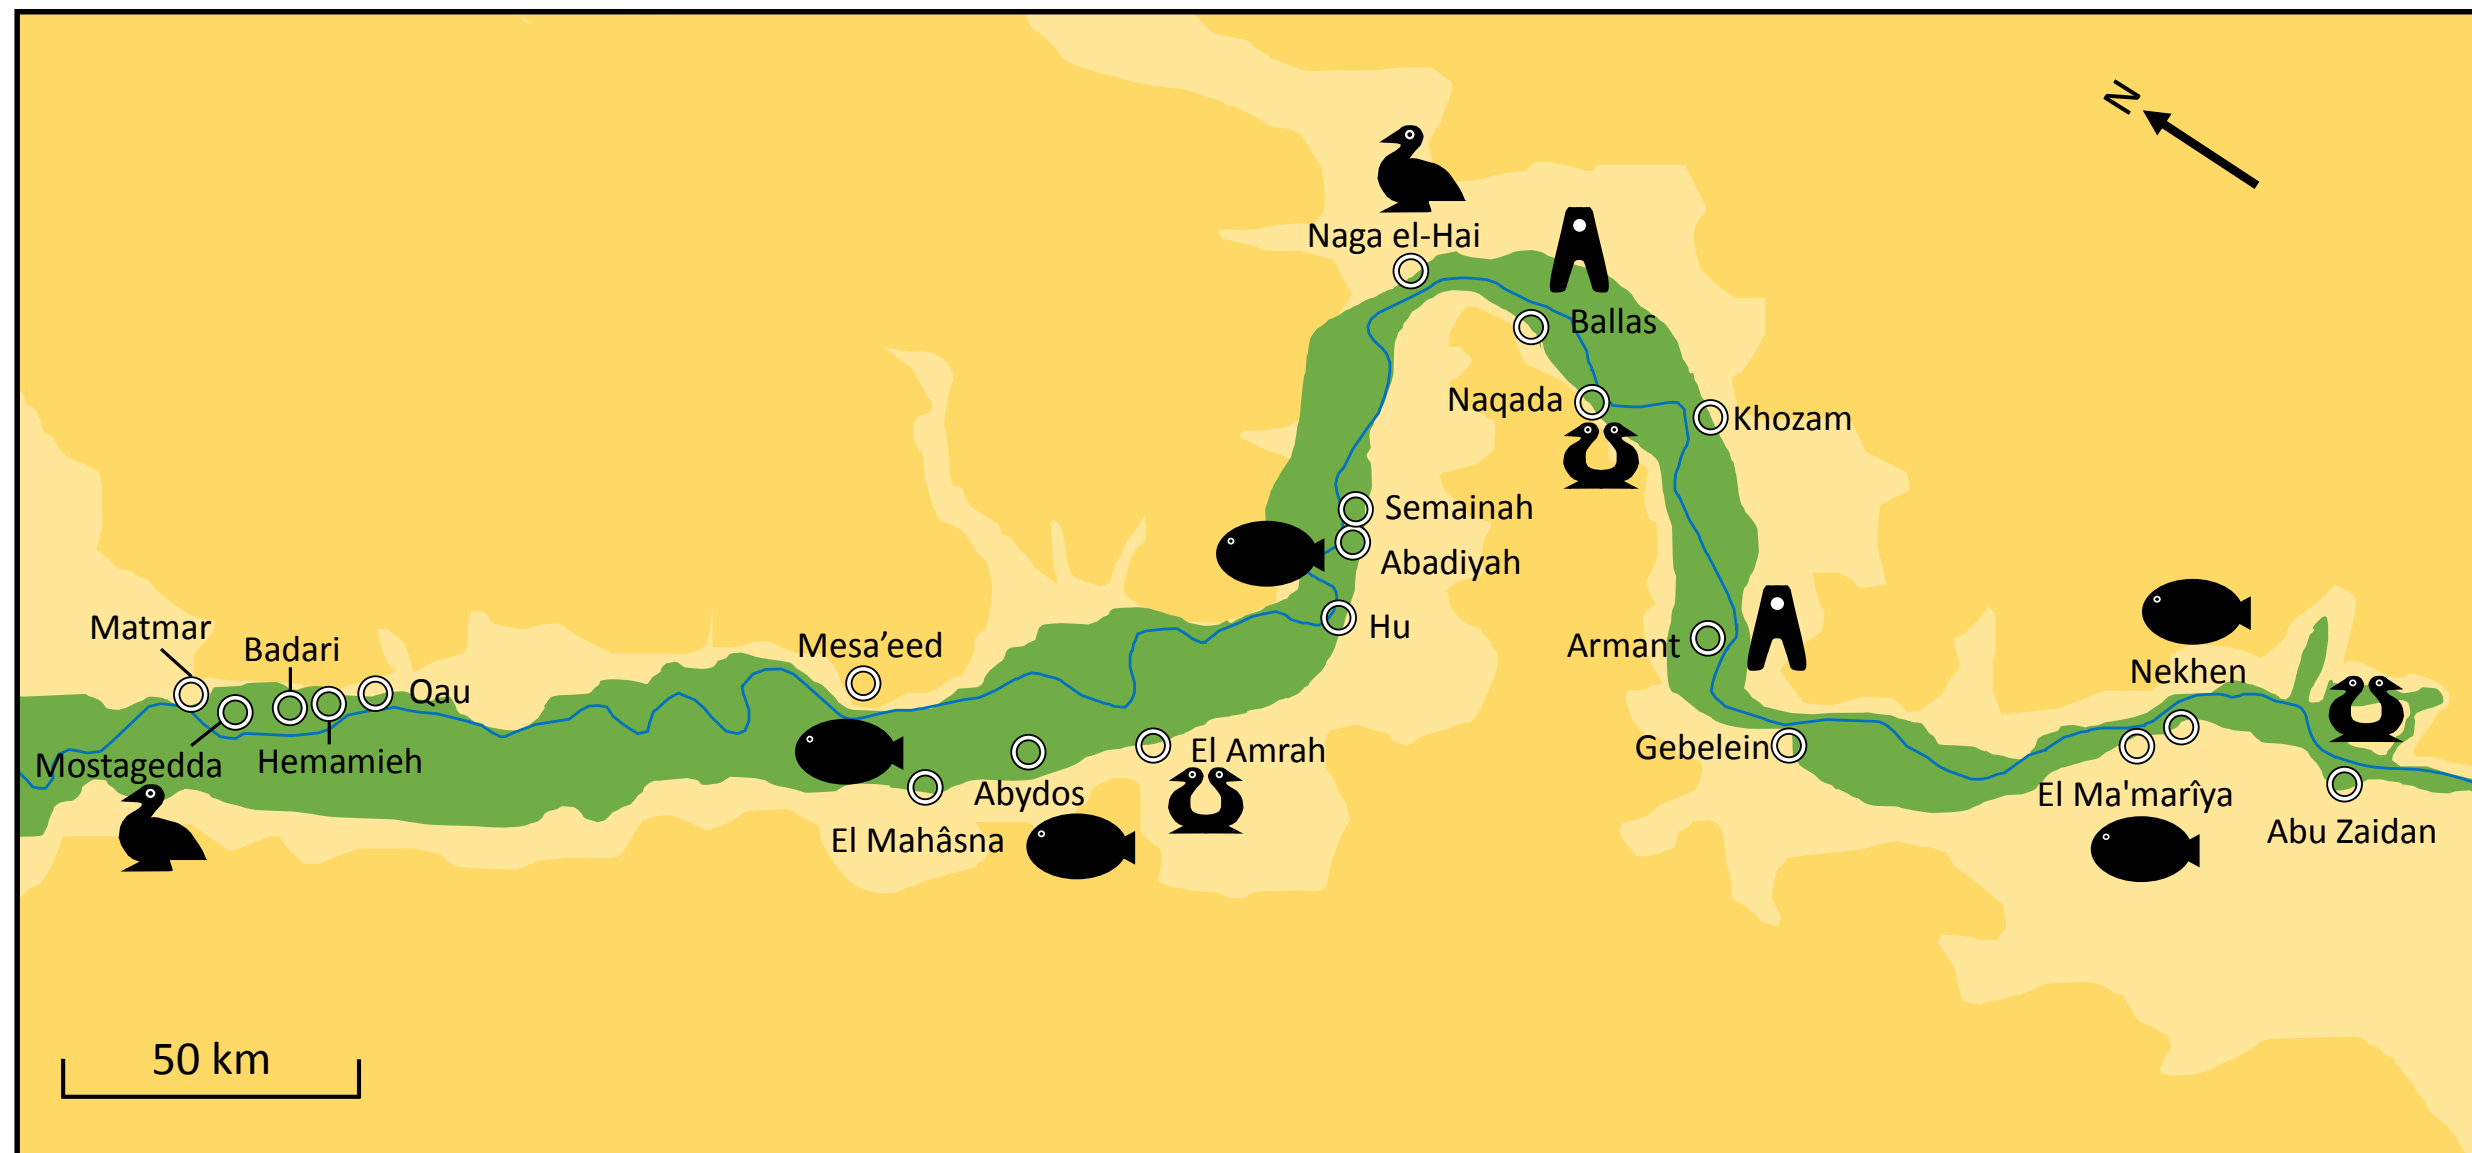 N
Naga el-Hai
Ballas
Naqada
Khozam
Semainah
Abadiyah
Hu
Matmar
Badari
Mesa’eed
Armant
Nekhen
Qau
Mostagedda
Hemamieh
El Amrah
Gebelein
Abydos
El Ma'marîya
El Mahâsna
Abu Zaidan
50 km